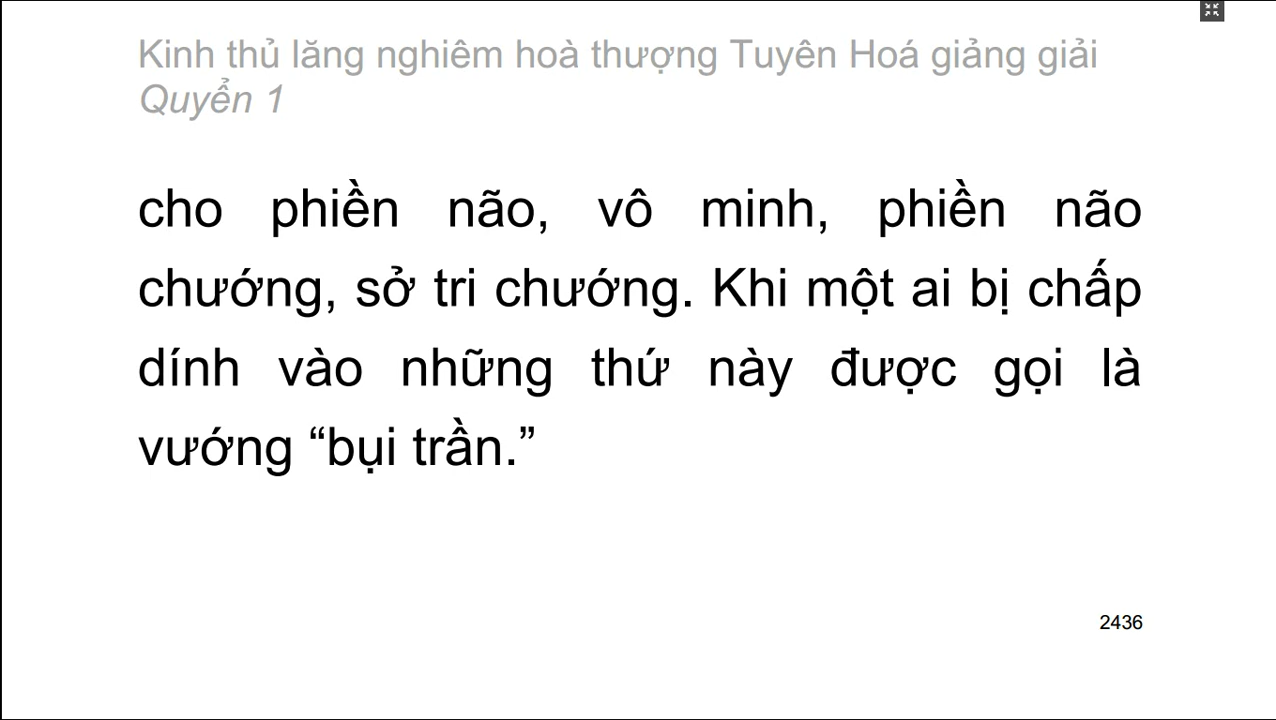 Kinh thủ lăng nghiêm hoà thượng Tuyên Hoá giảng giải
Quyển 1
cho phiền não, vô minh, phiền não
chướng, sở tri chướng. Khi một ai bị chấp
dính vào những thứ này được gọi là
vướng “bụi trần.”
2436